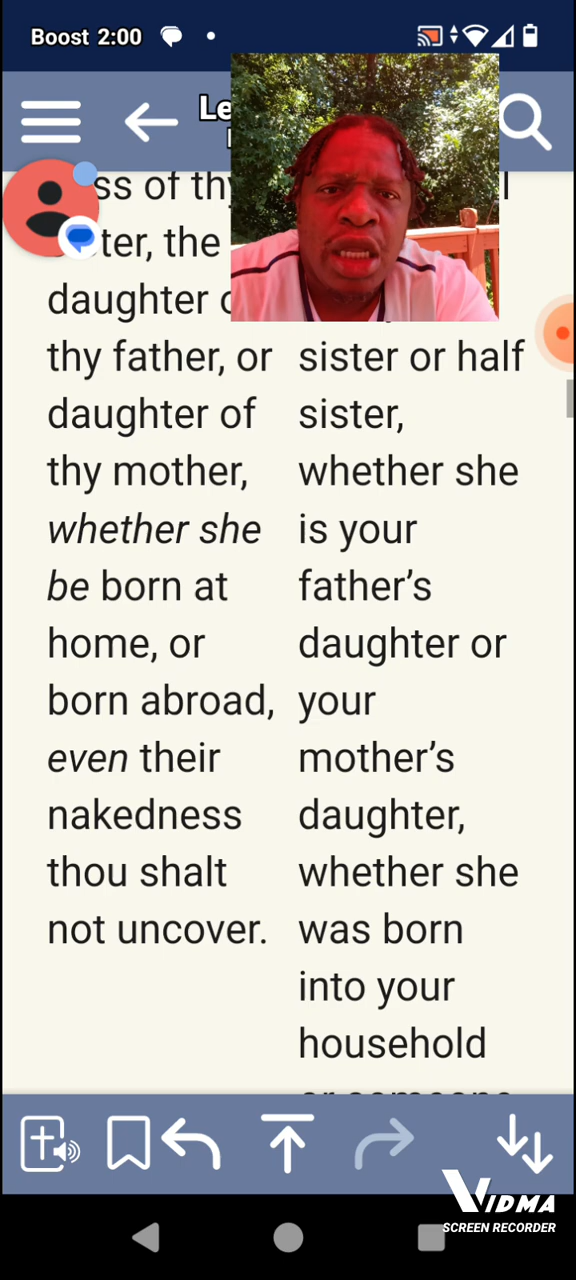 Boost 2:00
Le
ss of thy
ter, the
daughter o
thy father, or
daughter of
thy mother,
whether she
be born at
home, or
born abroad,
even their
nakedness
thou shalt
not uncover.
sister or half
sister,
whether she
is your
father's
daughter or
your
mother's
daughter,
whether she
was born
into your
household
VIDMA
SCREEN RECORDER